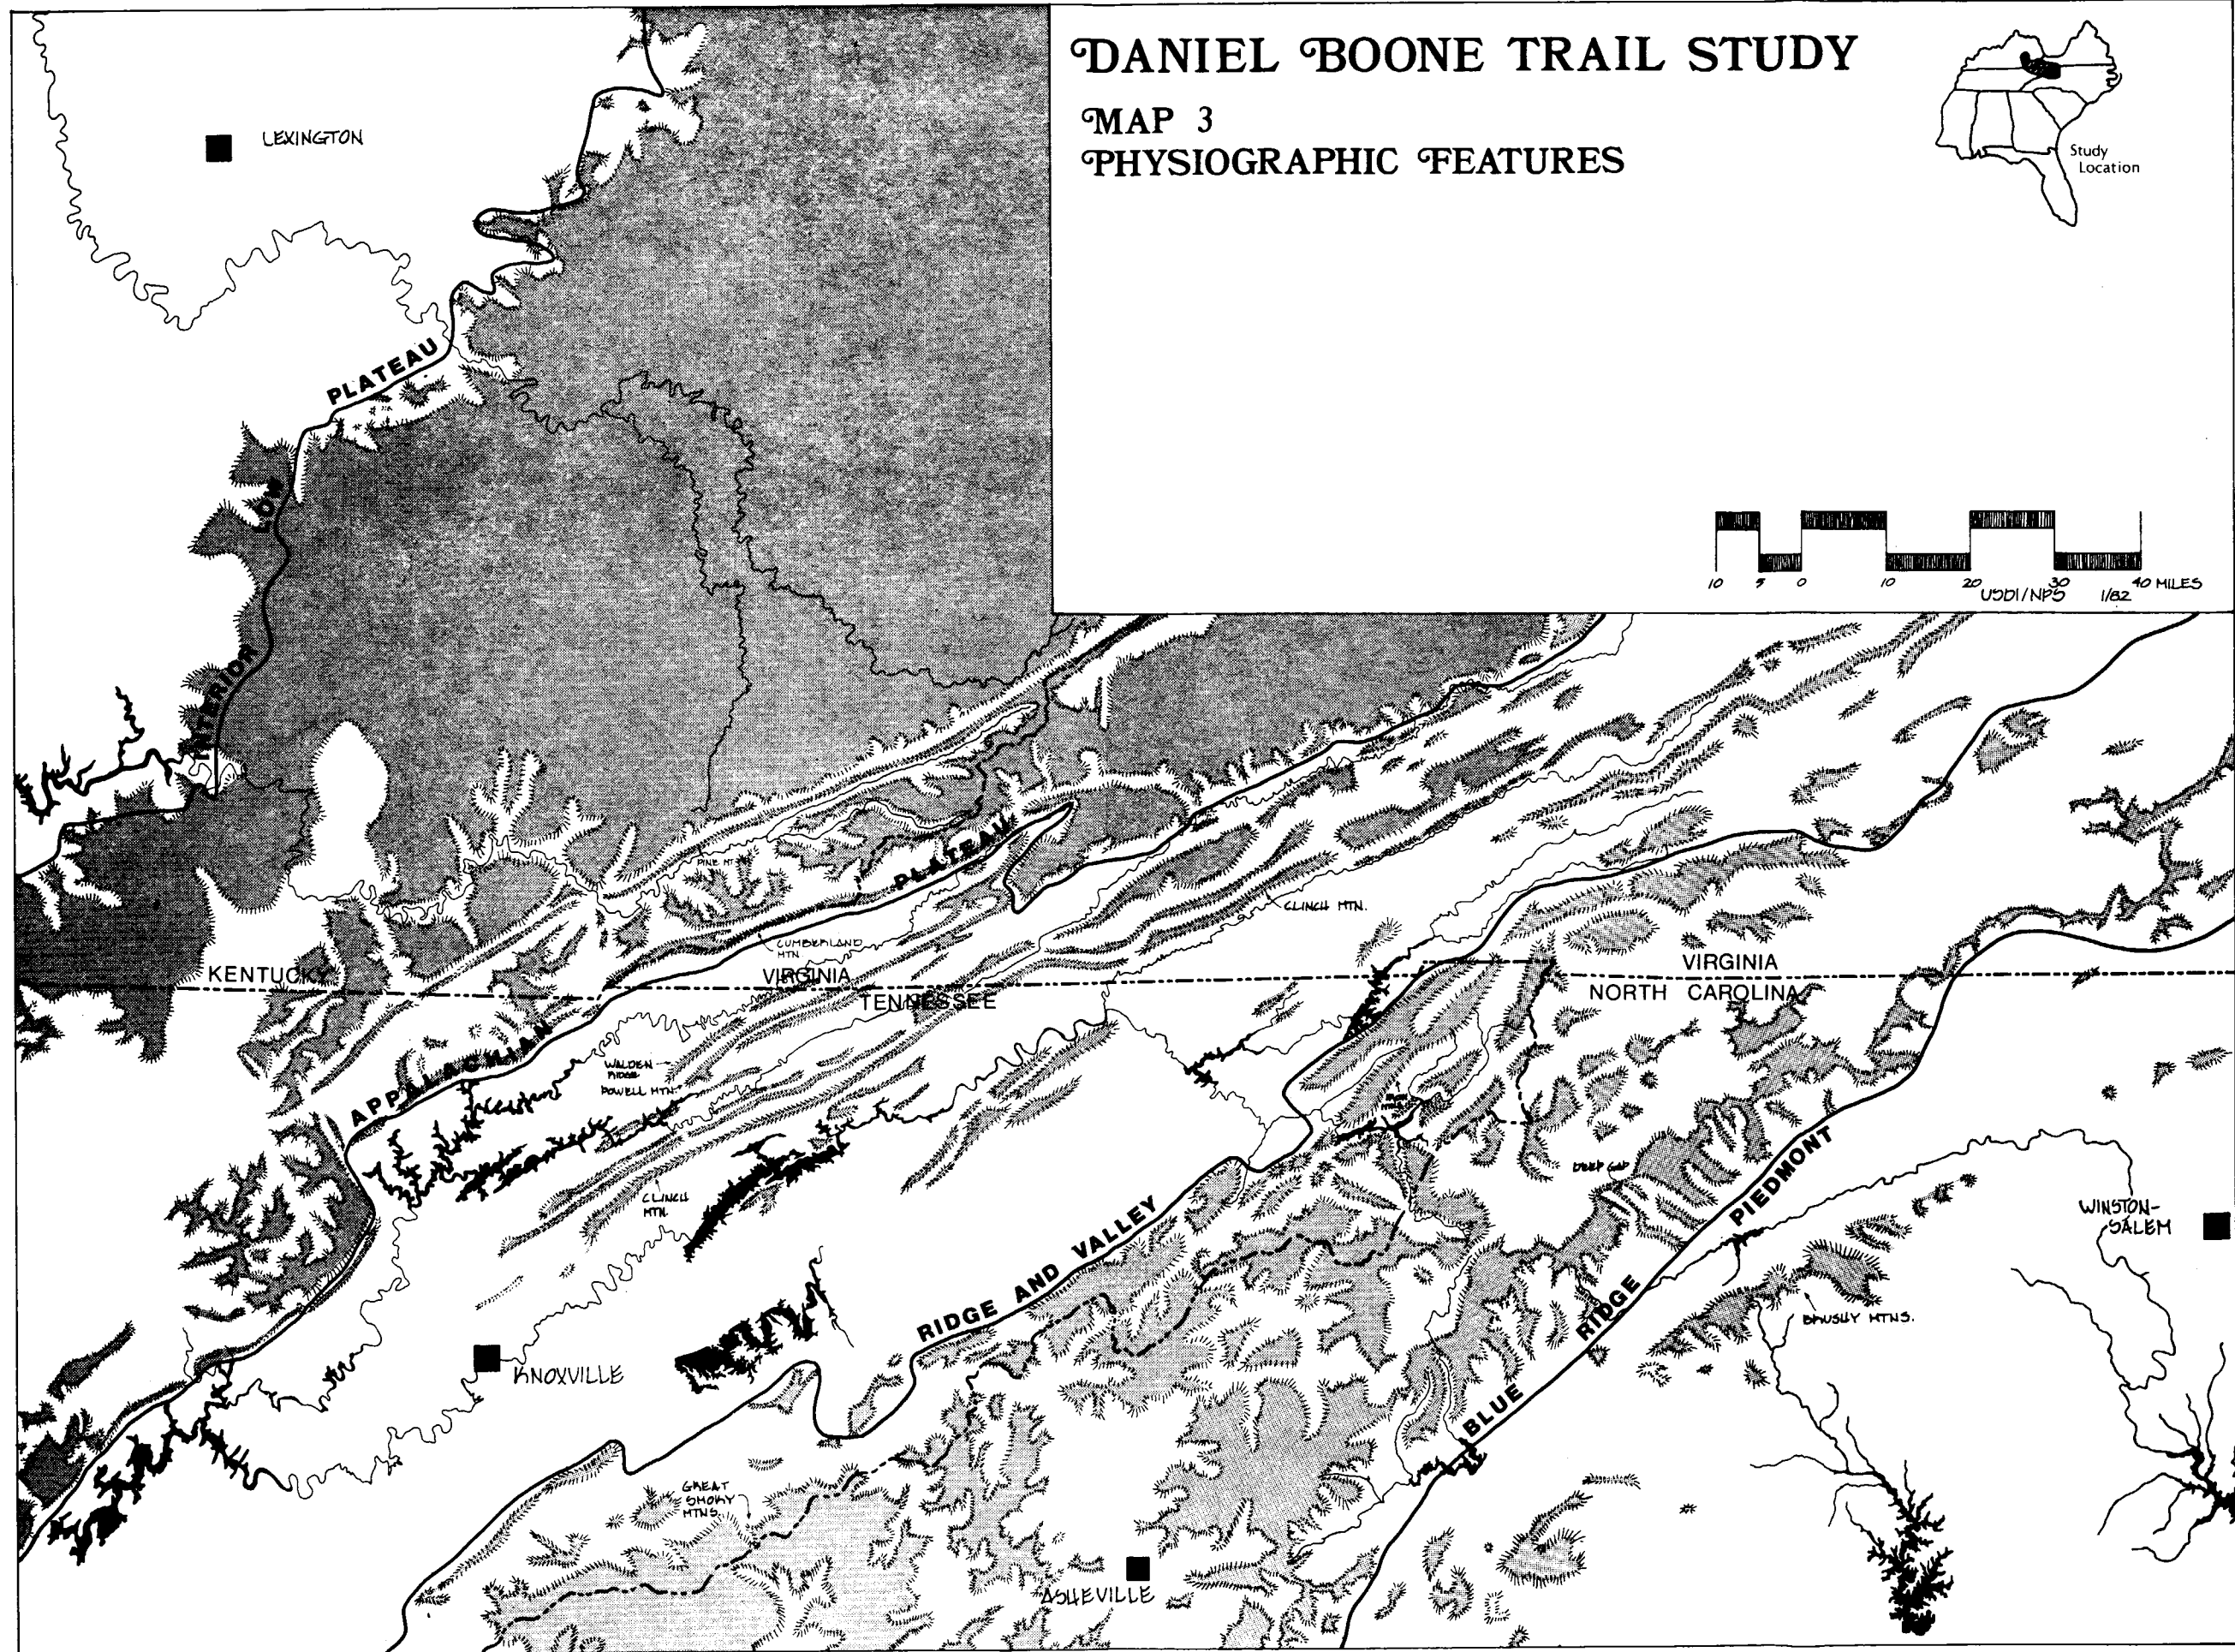 DANIEL BOONE TRAIL STUDY
MAP 3
PHYSIOGRAPHIC FEATURES
Study
Location
10 5 0 10 20 30 40 MILES
USDI/NPS 1/82
LEXINGTON
PLATEAU
LOW
INTERIOR
PINE MT
PLATEAU
CLINCH MTN.
CUMBERLAND
MTN
KENTUCKY
VIRGINIA
TENNESSEE
VIRGINIA
NORTH CAROLINA
APPALACHIAN
WALDEN
RIDGE
POWELL MTN
DEEP GAP
PIEDMONT
CLINCH
MTN.
WINSTON-
SALEM
RIDGE AND VALLEY
RIDGE
BRUSHY MTNS.
KNOXVILLE
BLUE
GREAT
SMOKY
MTNS.
ASHEVILLE